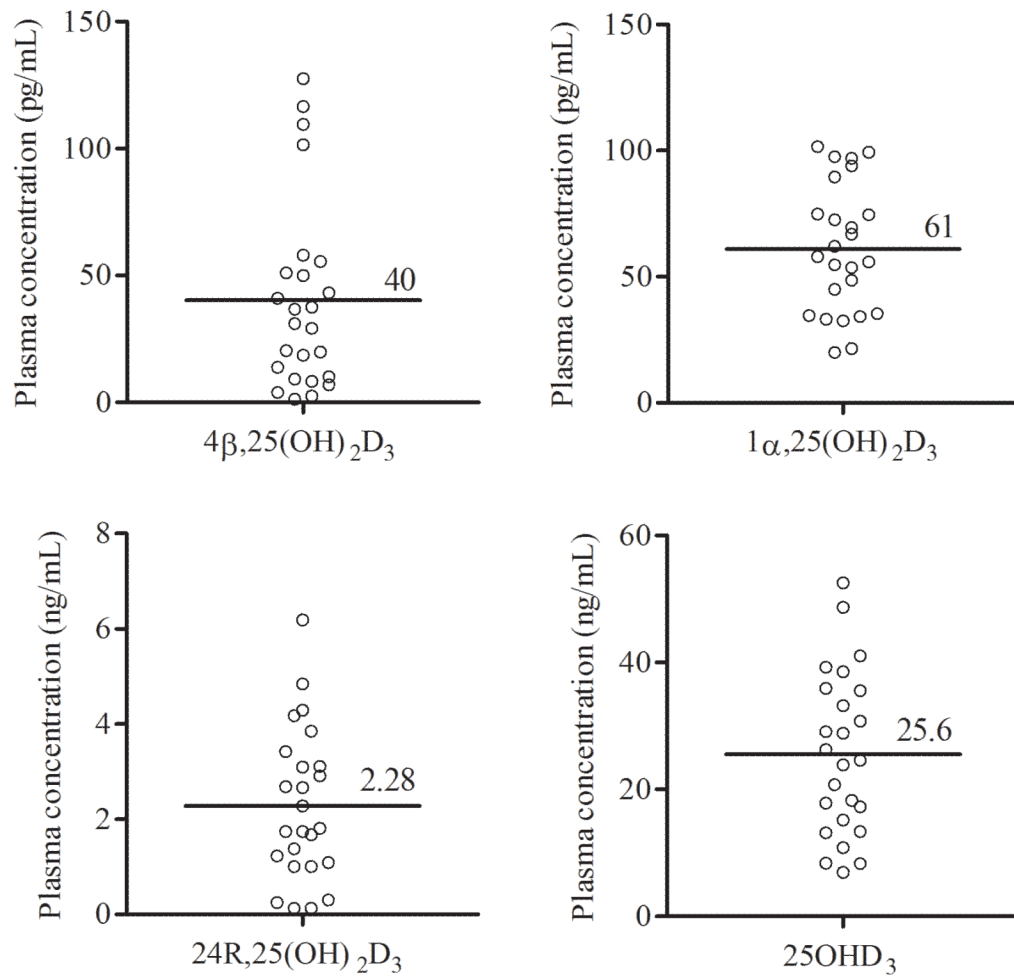 Plasma concentration (pg/mL)
150
100
50
0
40
4β,25(OH)₂D₃
Plasma concentration (pg/mL)
150
100
50
0
61
1α,25(OH)₂D₃
Plasma concentration (ng/mL)
8
6
4
2
0
2.28
24R,25(OH)₂D₃
Plasma concentration (ng/mL)
60
40
20
0
25.6
25OHD₃